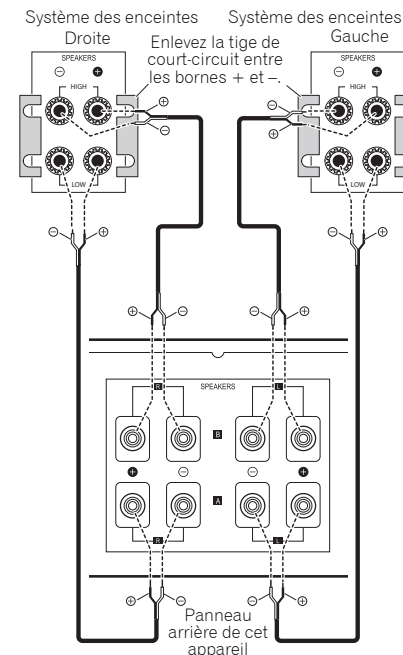 Système des enceintes Droite
Système des enceintes Gauche
Enlevez la tige de
court-circuit entre
les bornes + et –.
SPEAKERS
⊖ ⊕
HIGH
LOW
SPEAKERS
⊖ ⊕
HIGH
LOW
⊕
⊖
⊖
⊕
⊖ ⊕
⊖ ⊕
⊕ ⊖
⊖ ⊕
R SPEAKERS L
B
⊕ ⊖ ⊖ ⊕
A
R L
⊕ ⊖
⊖ ⊕
Panneau
arrière de cet
appareil